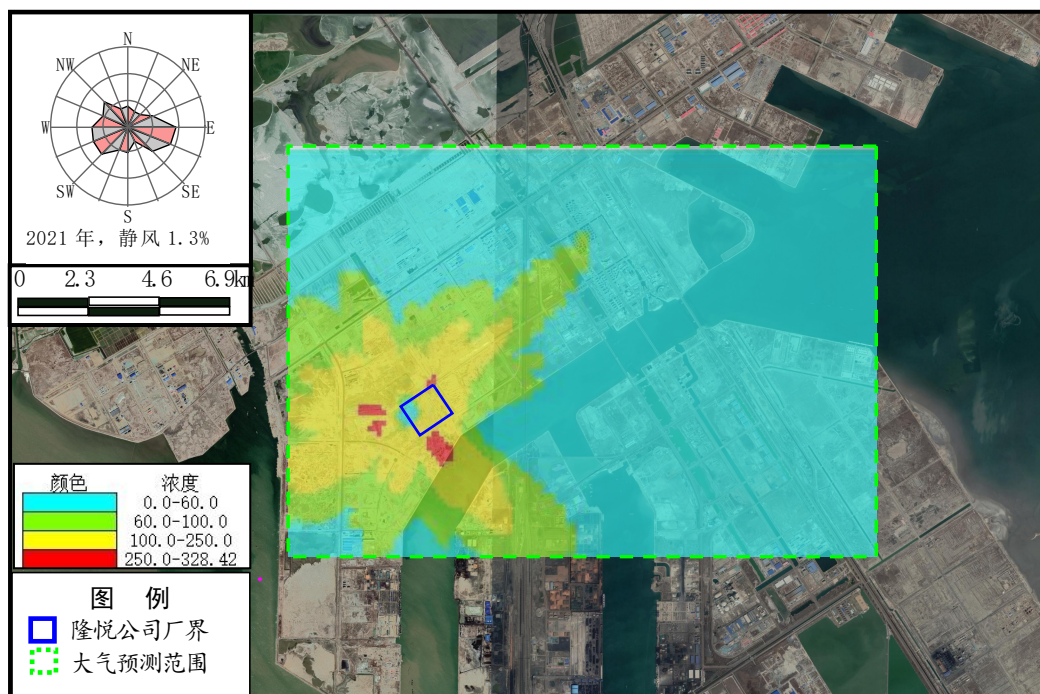 N
NW
NE
W
E
SW
SE
S
2021 年，静风 1.3%
0 2.3 4.6 6.9km
颜色 浓度
0.0-60.0
60.0-100.0
100.0-250.0
250.0-328.42
图 例
隆悦公司厂界
大气预测范围